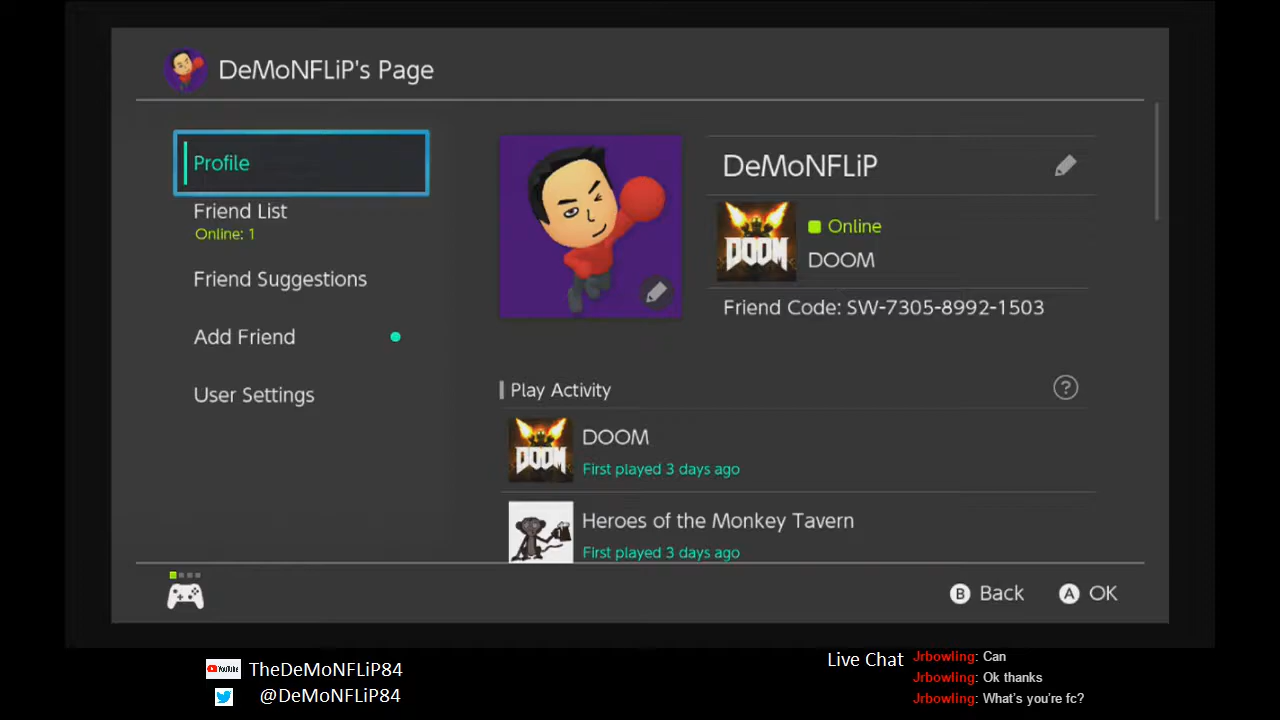 DeMoNFLiP's Page
Profile
Friend List
Online: 1
Friend Suggestions
Add Friend
User Settings
DeMoNFLiP
DOOM
Online
DOOM
Friend Code: SW-7305-8992-1503
Play Activity
?
DOOM
DOOM
First played 3 days ago
Heroes of the Monkey Tavern
First played 3 days ago
B Back
A OK
YouTube TheDeMoNFLiP84
@DeMoNFLiP84
Live Chat
Jrbowling: Can
Jrbowling: Ok thanks
Jrbowling: What's you're fc?